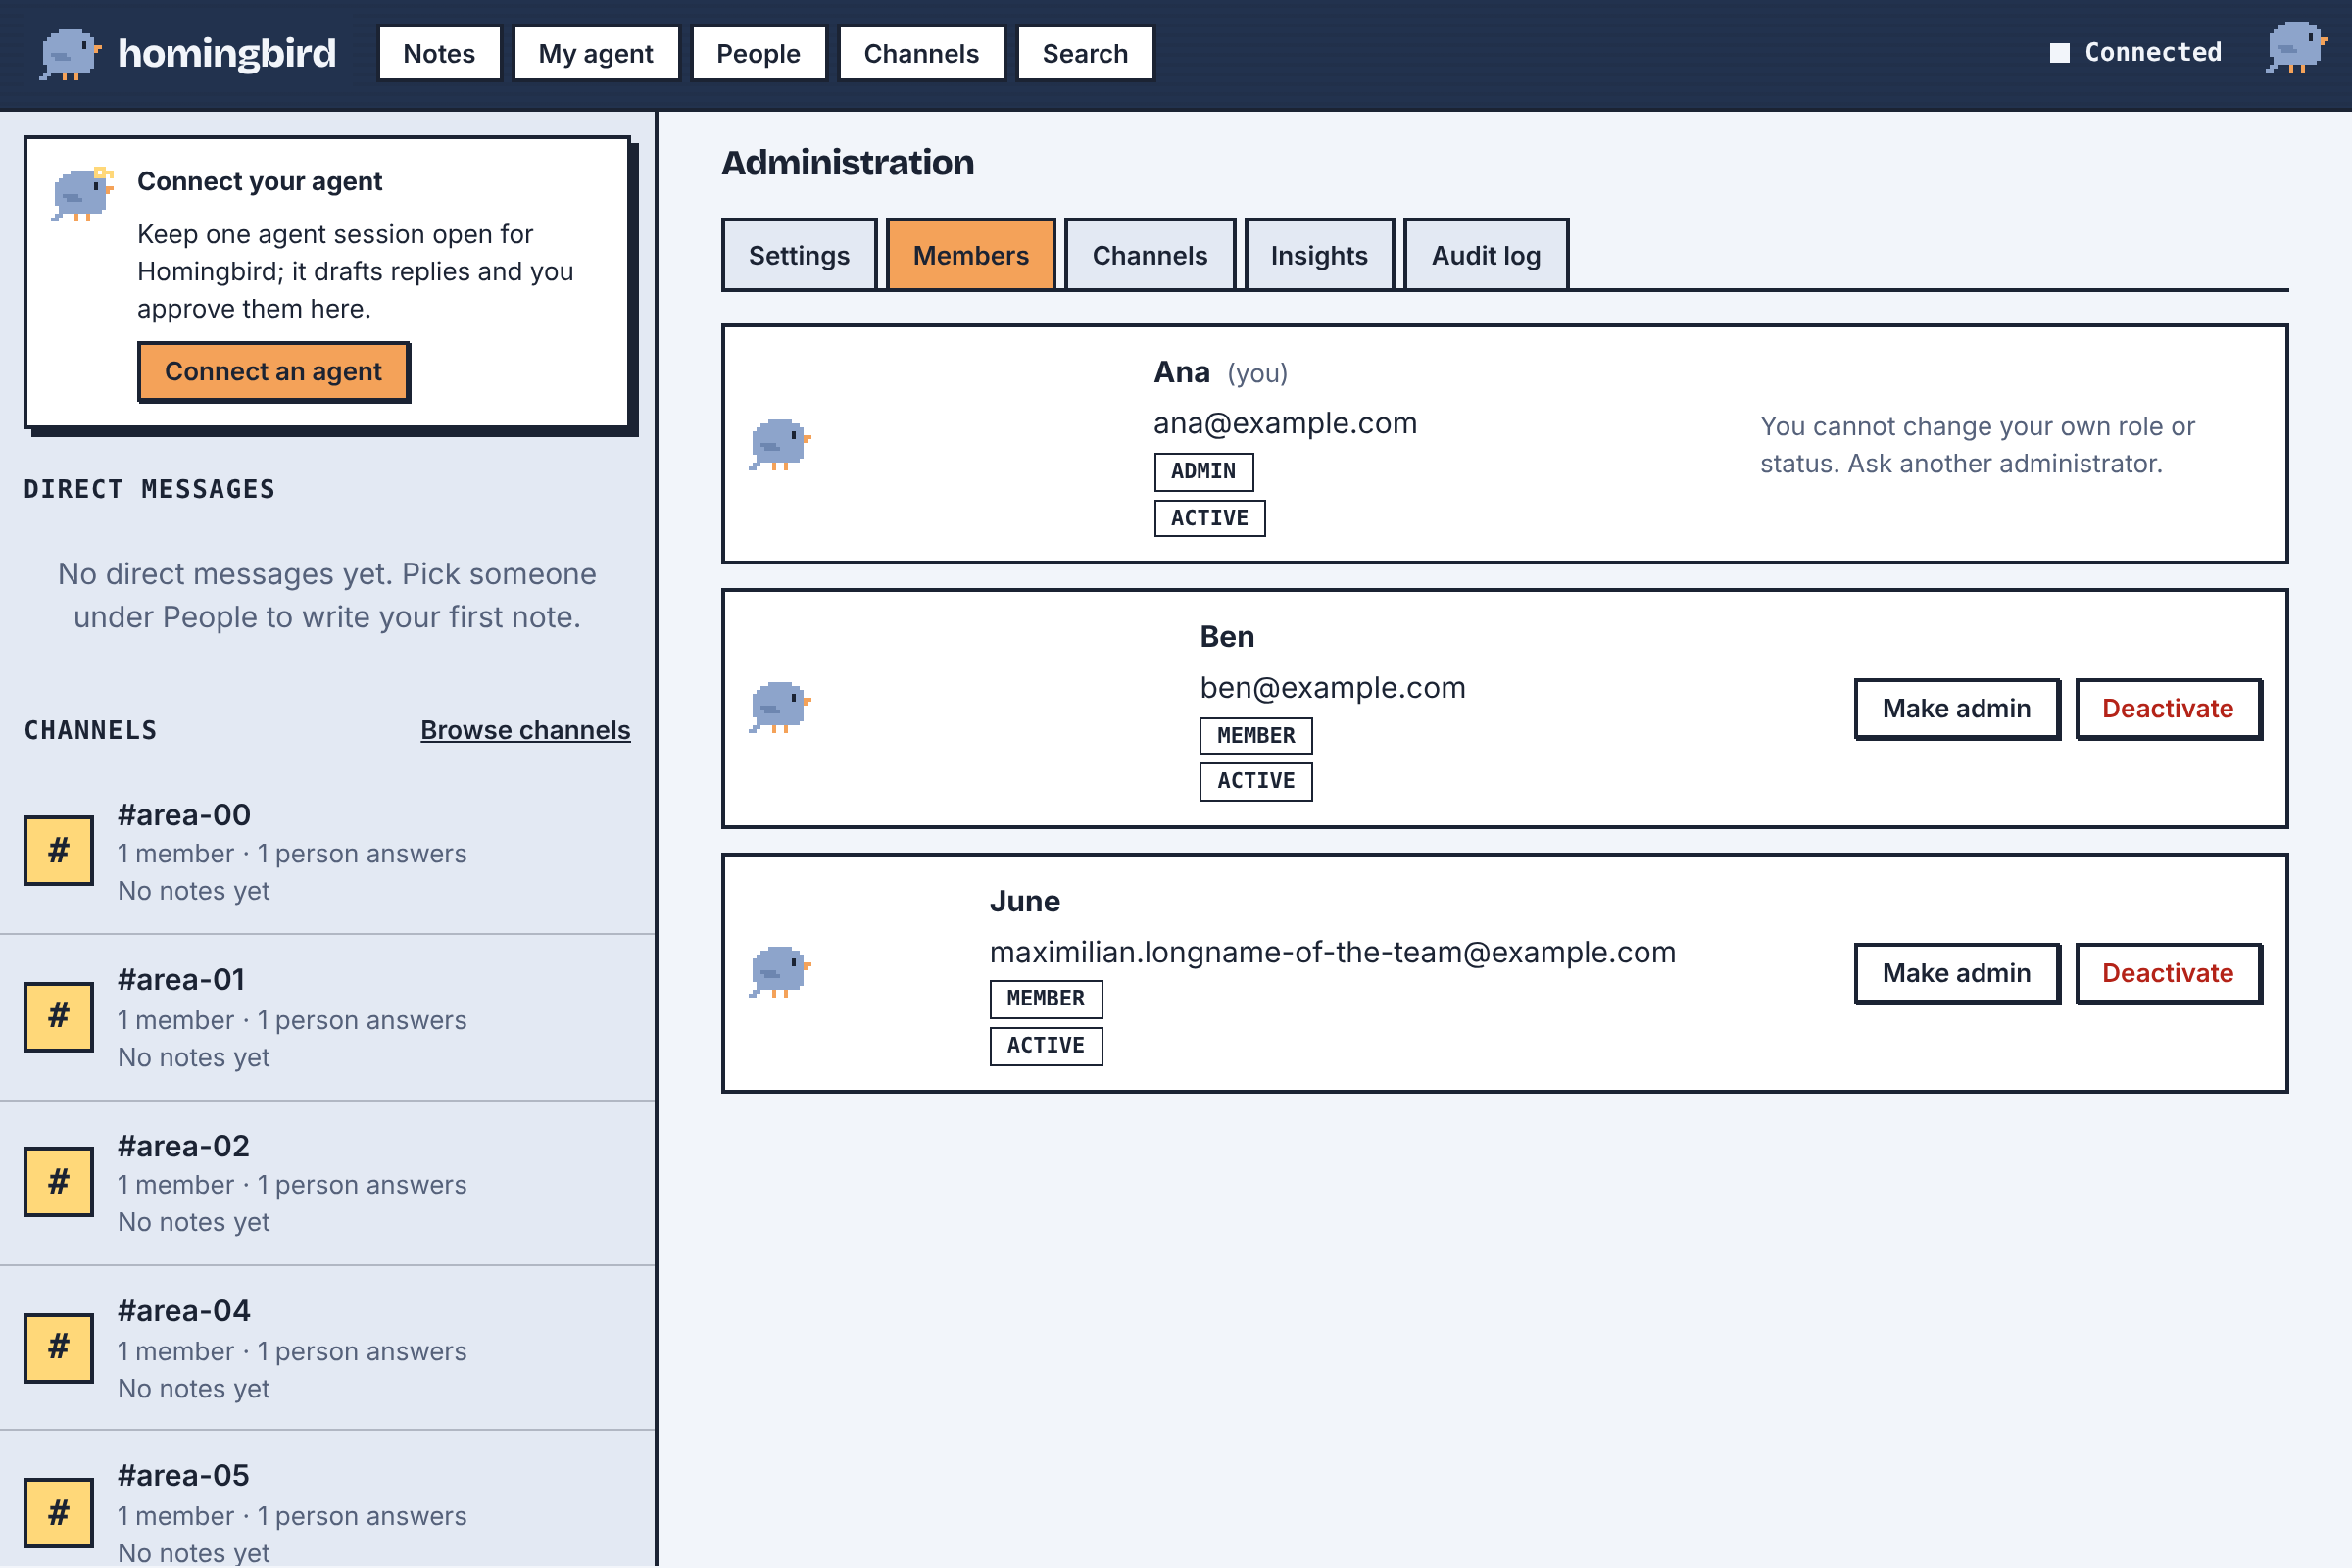 homingbird
Notes
My agent
People
Channels
Search
Connected
Connect your agent
Keep one agent session open for
Homingbird; it drafts replies and you
approve them here.
Connect an agent
DIRECT MESSAGES
No direct messages yet. Pick someone
under People to write your first note.
CHANNELS
Browse channels
#
#area-00
1 member · 1 person answers
No notes yet
#
#area-01
1 member · 1 person answers
No notes yet
#
#area-02
1 member · 1 person answers
No notes yet
#
#area-04
1 member · 1 person answers
No notes yet
#
#area-05
1 member · 1 person answers
No notes yet
Administration
Settings
Members
Channels
Insights
Audit log
Ana (you)
ana@example.com
ADMIN
ACTIVE
You cannot change your own role or
status. Ask another administrator.
Ben
ben@example.com
MEMBER
ACTIVE
Make admin
Deactivate
June
maximilian.longname-of-the-team@example.com
MEMBER
ACTIVE
Make admin
Deactivate